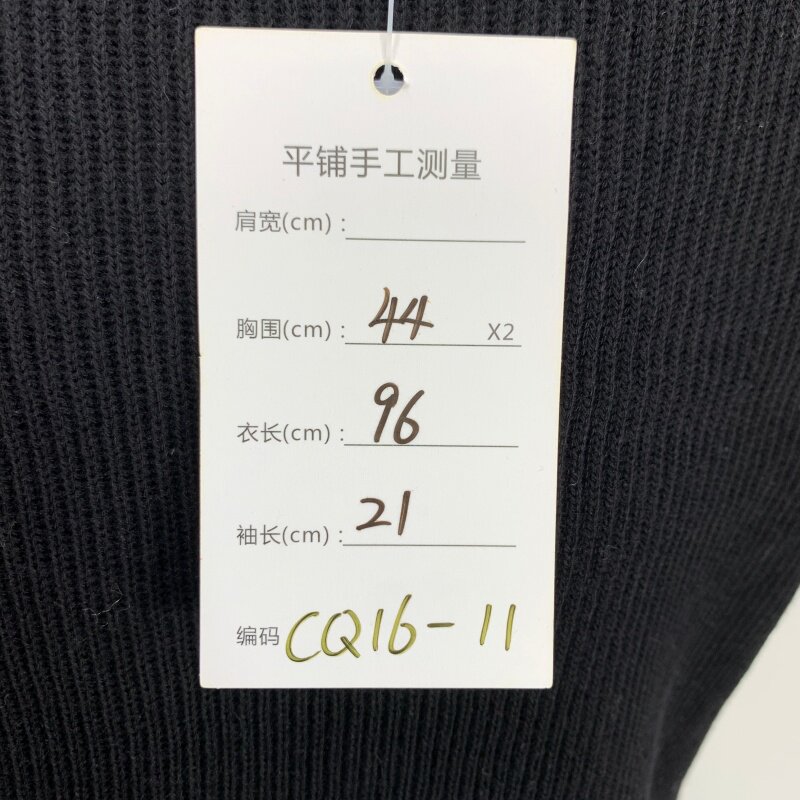 平铺手工测量
肩宽(cm)：
胸围(cm)：44 X2
衣长(cm)：96
袖长(cm)：21
编码 CQ16-11